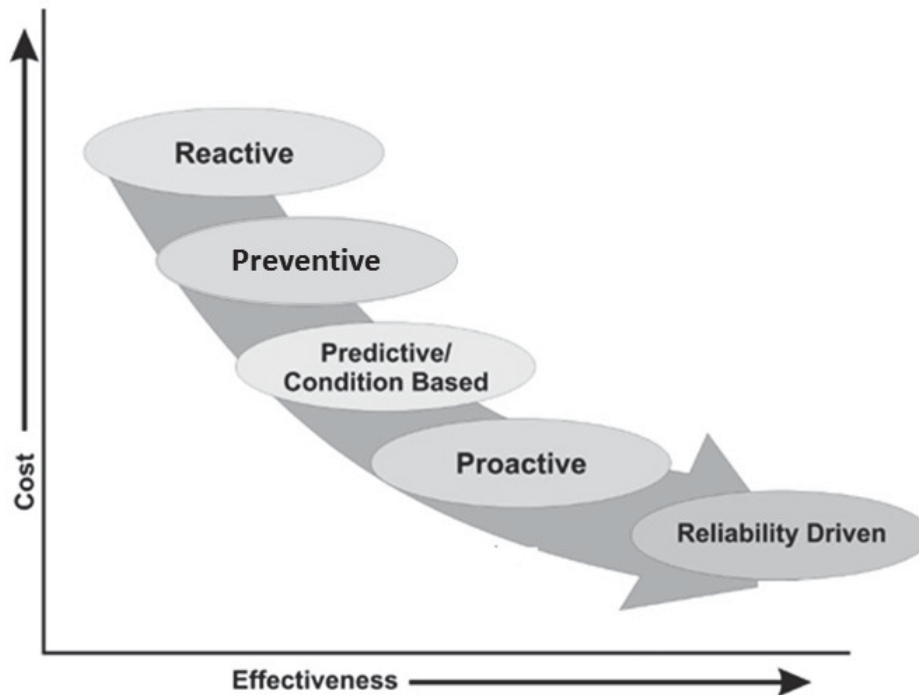 Reactive
Preventive
Predictive/
Condition Based
Proactive
Reliability Driven
Cost
Effectiveness